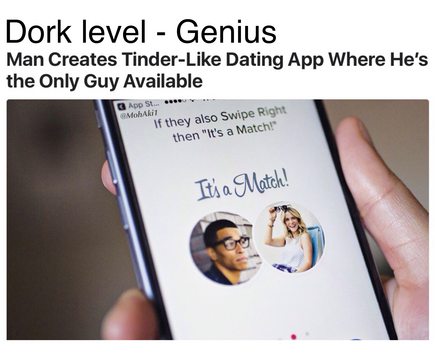 Dork level - Genius
Man Creates Tinder-Like Dating App Where He's
the Only Guy Available
App St...
@MohAki1
If they also Swipe Right
then "It's a Match!"
It's a Match!